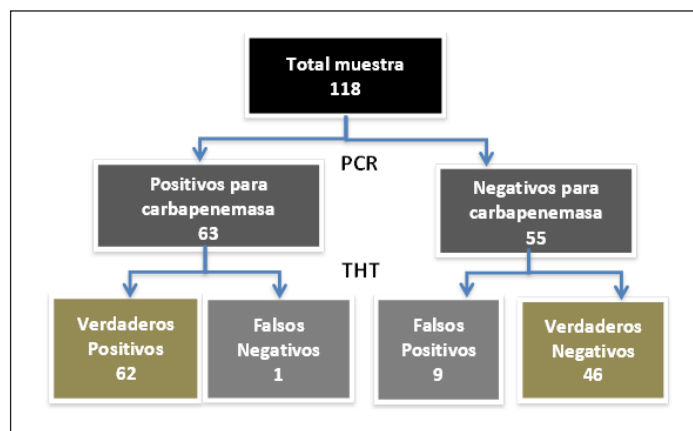 Total muestra
118
PCR
Positivos para
carbapenemasa
63
Negativos para
carbapenemasa
55
THT
Verdaderos
Positivos
62
Falsos
Negativos
1
Falsos
Positivos
9
Verdaderos
Negativos
46